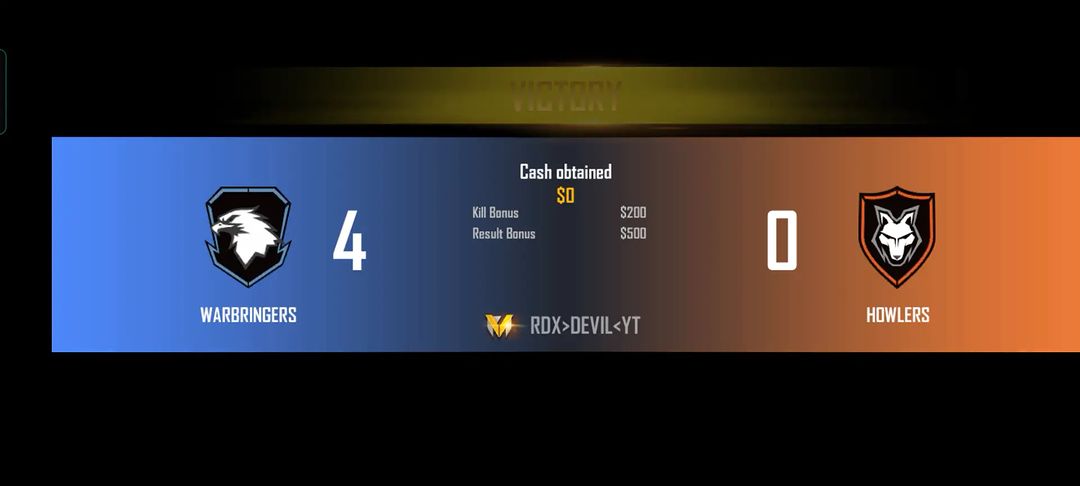 VICTORY
Cash obtained
$0
Kill Bonus $200
Result Bonus $500
4
0
WARBRINGERS
HOWLERS
RDX>DEVIL<YT